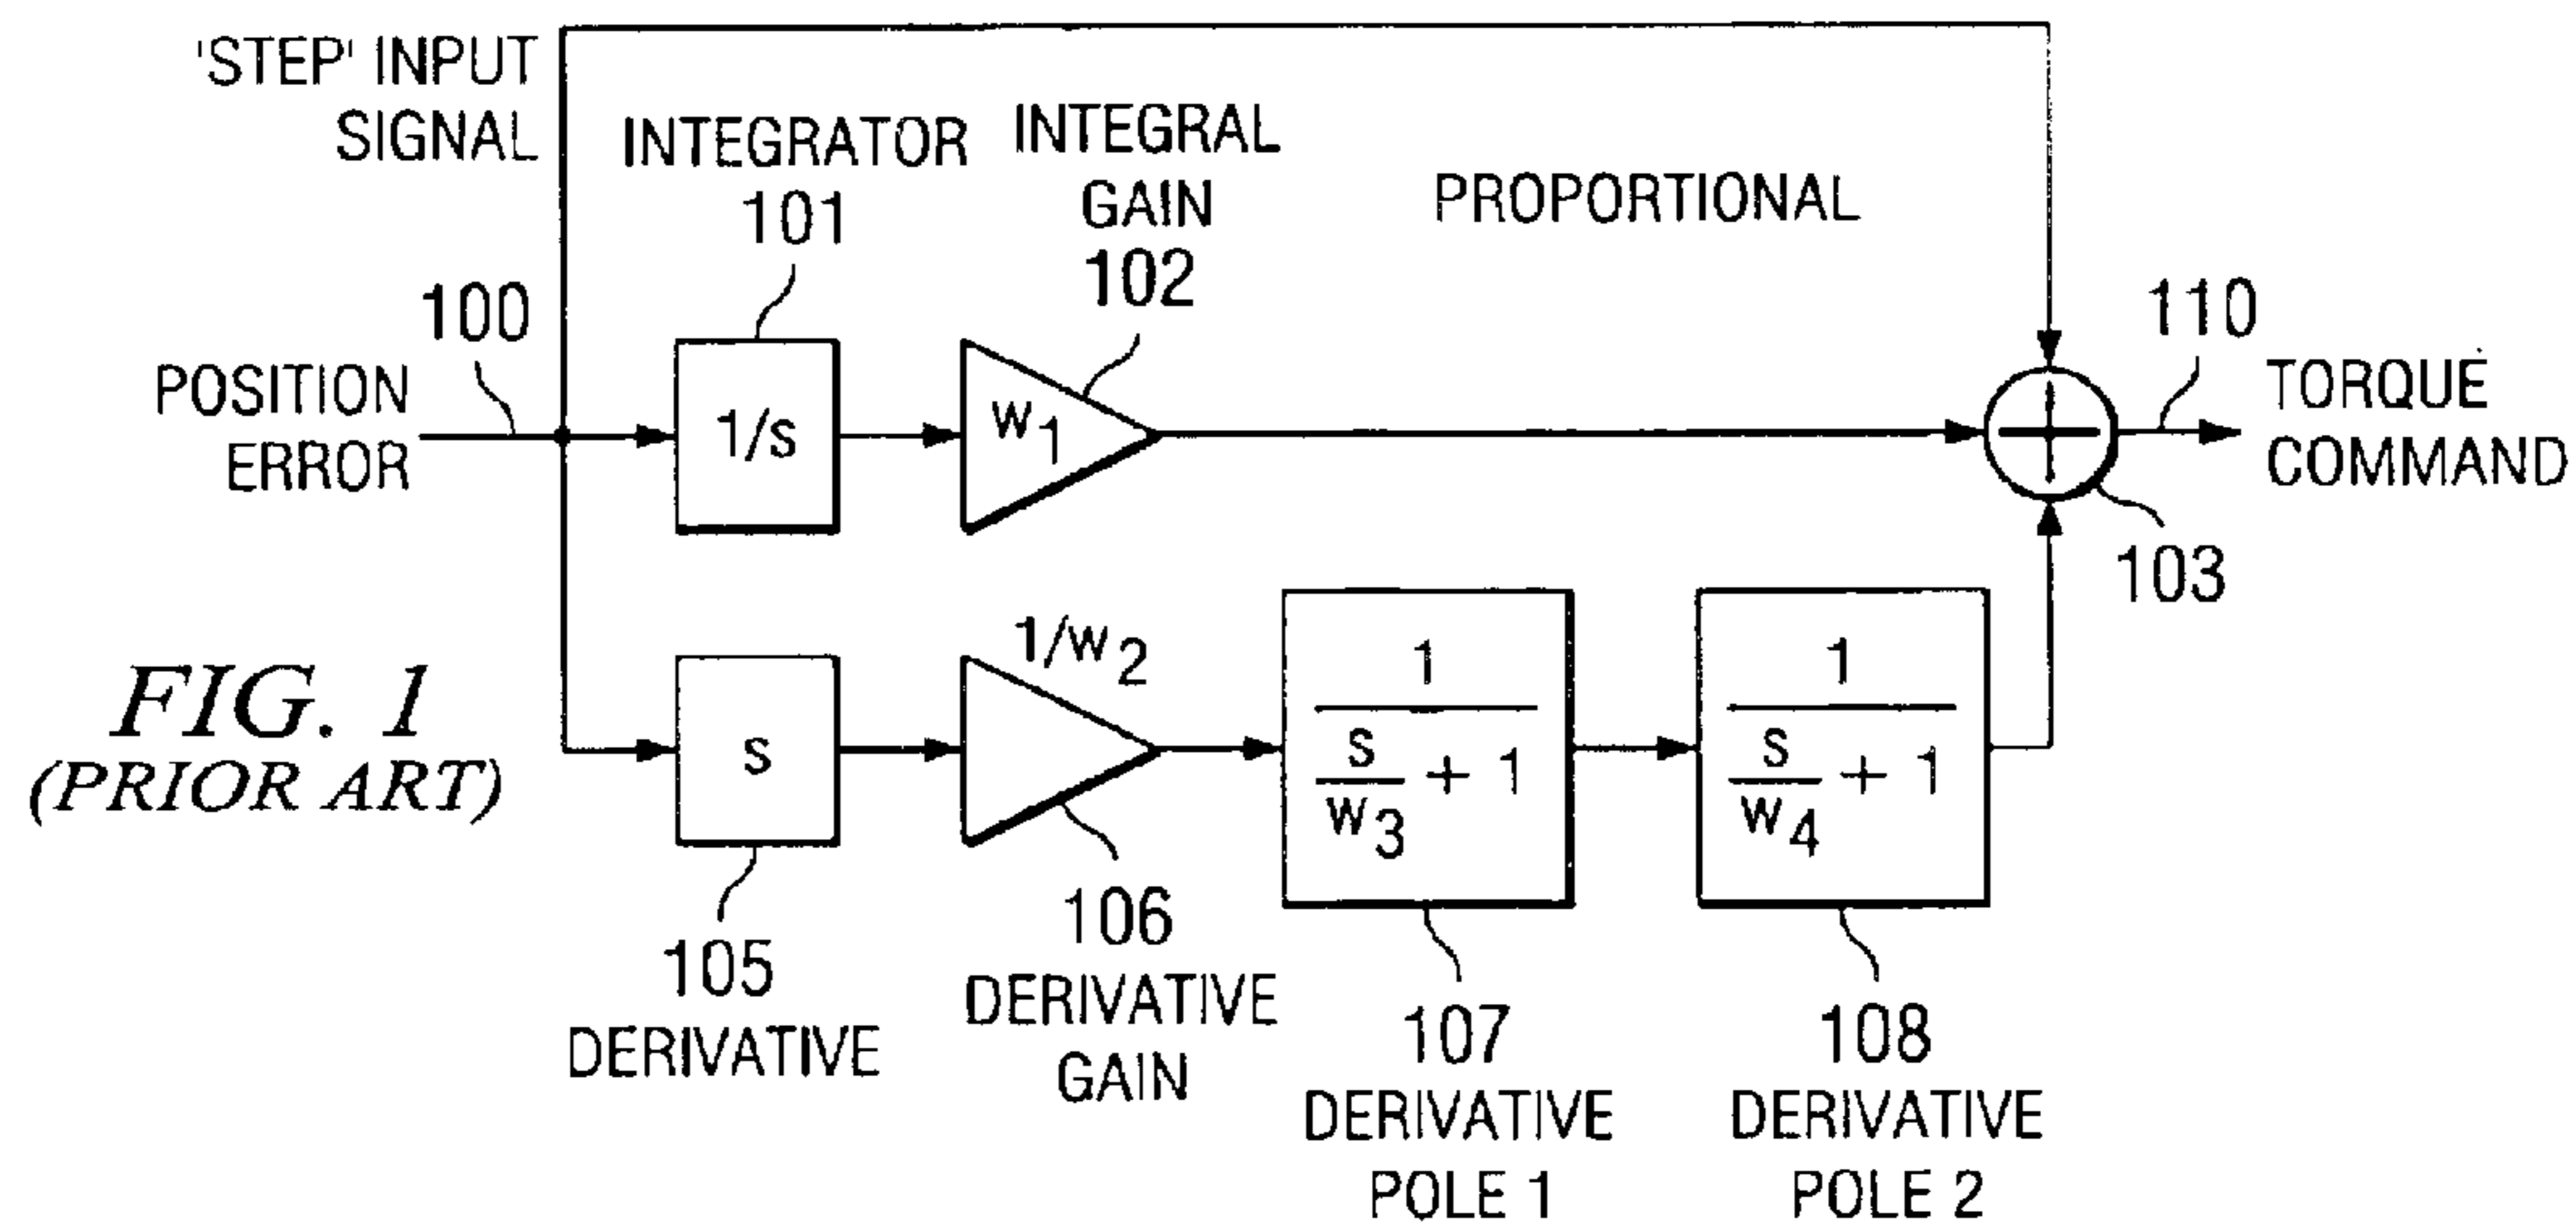 'STEP' INPUT
SIGNAL
INTEGRATOR
101
INTEGRAL
GAIN
102
PROPORTIONAL
100
POSITION
ERROR
1/s
w1
110
TORQUE
COMMAND
103
FIG. 1
(PRIOR ART)
s
1/w2
1
s
w3
+ 1
1
s
w4
+ 1
105
DERIVATIVE
106
DERIVATIVE
GAIN
107
DERIVATIVE
POLE 1
108
DERIVATIVE
POLE 2